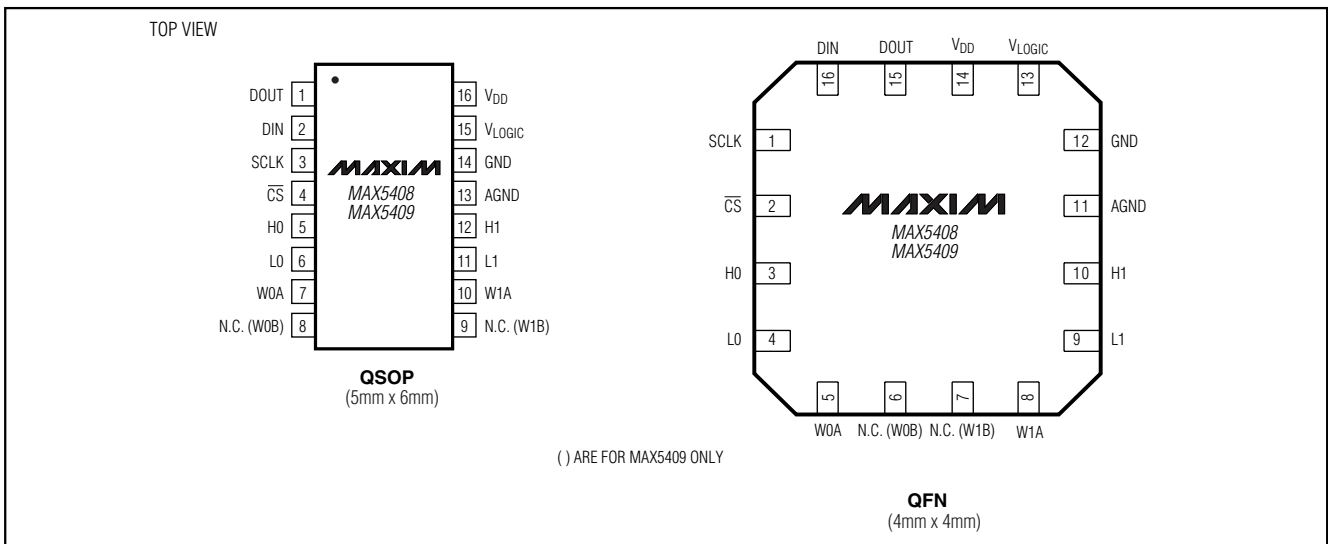 TOP VIEW
DOUT 1
DIN 2
SCLK 3
CS 4
H0 5
L0 6
W0A 7
N.C. (W0B) 8
MAXIM
MAX5408
MAX5409
16 VDD
15 VLOGIC
14 GND
13 AGND
12 H1
11 L1
10 W1A
9 N.C. (W1B)
QSOP
(5mm x 6mm)
DIN DOUT VDD VLOGIC
16 15 14 13
SCLK 1
CS 2
H0 3
L0 4
MAXIM
MAX5408
MAX5409
12 GND
11 AGND
10 H1
9 L1
5 6 7 8
W0A N.C. (W0B) N.C. (W1B) W1A
( ) ARE FOR MAX5409 ONLY
QFN
(4mm x 4mm)